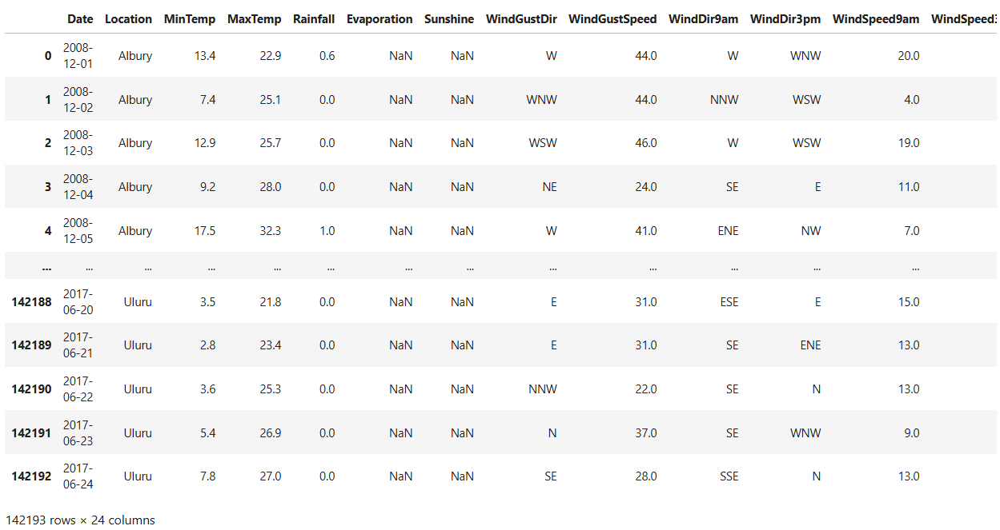 Date Location MinTemp MaxTemp Rainfall Evaporation Sunshine WindGustDir WindGustSpeed WindDir9am WindDir3pm WindSpeed9am WindSpeed3
0 2008-12-01 Albury 13.4 22.9 0.6 NaN NaN W 44.0 W WNW 20.0
1 2008-12-02 Albury 7.4 25.1 0.0 NaN NaN WNW 44.0 NNW WSW 4.0
2 2008-12-03 Albury 12.9 25.7 0.0 NaN NaN WSW 46.0 W WSW 19.0
3 2008-12-04 Albury 9.2 28.0 0.0 NaN NaN NE 24.0 SE E 11.0
4 2008-12-05 Albury 17.5 32.3 1.0 NaN NaN W 41.0 ENE NW 7.0
... ... ... ... ... ... ... ... ... ... ... ... ...
142188 2017-06-20 Uluru 3.5 21.8 0.0 NaN NaN E 31.0 ESE E 15.0
142189 2017-06-21 Uluru 2.8 23.4 0.0 NaN NaN E 31.0 SE ENE 13.0
142190 2017-06-22 Uluru 3.6 25.3 0.0 NaN NaN NNW 22.0 SE N 13.0
142191 2017-06-23 Uluru 5.4 26.9 0.0 NaN NaN N 37.0 SE WNW 9.0
142192 2017-06-24 Uluru 7.8 27.0 0.0 NaN NaN SE 28.0 SSE N 13.0
142193 rows × 24 columns